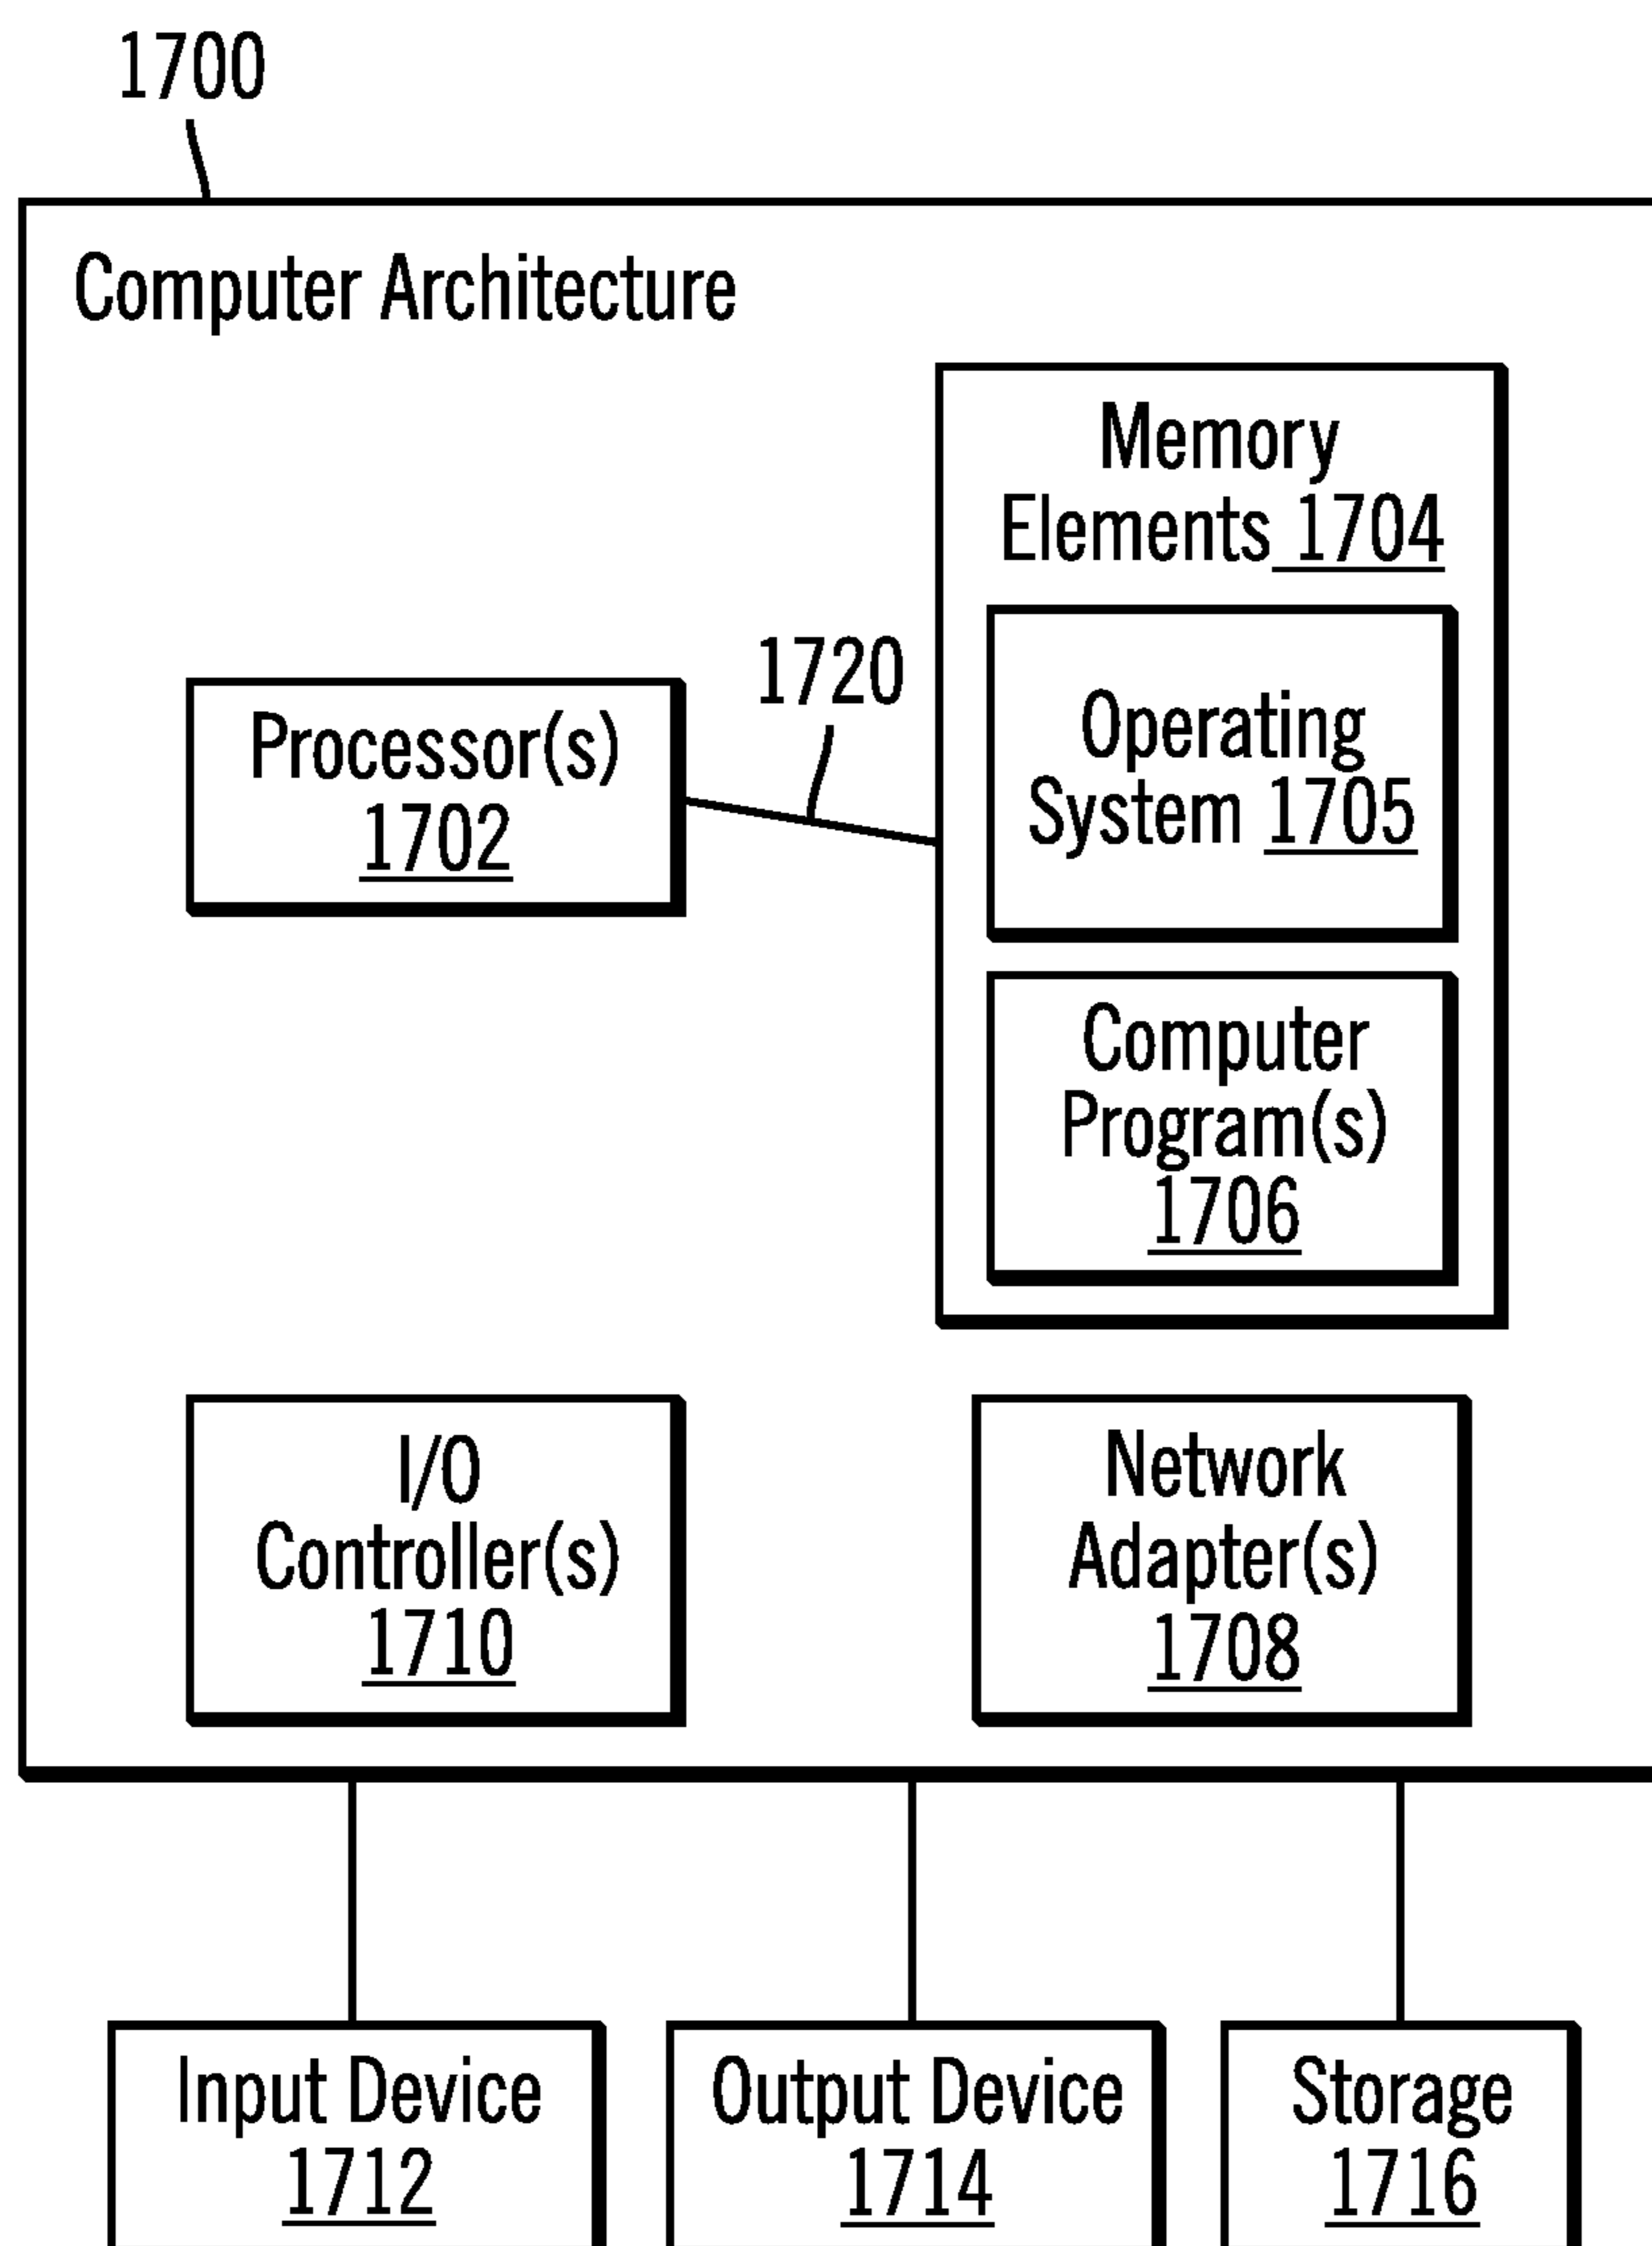 1700
Computer Architecture
Memory
Elements 1704
1720
Operating
System 1705
Processor(s)
1702
Computer
Program(s)
1706
I/O
Controller(s)
1710
Network
Adapter(s)
1708
Input Device
1712
Output Device
1714
Storage
1716